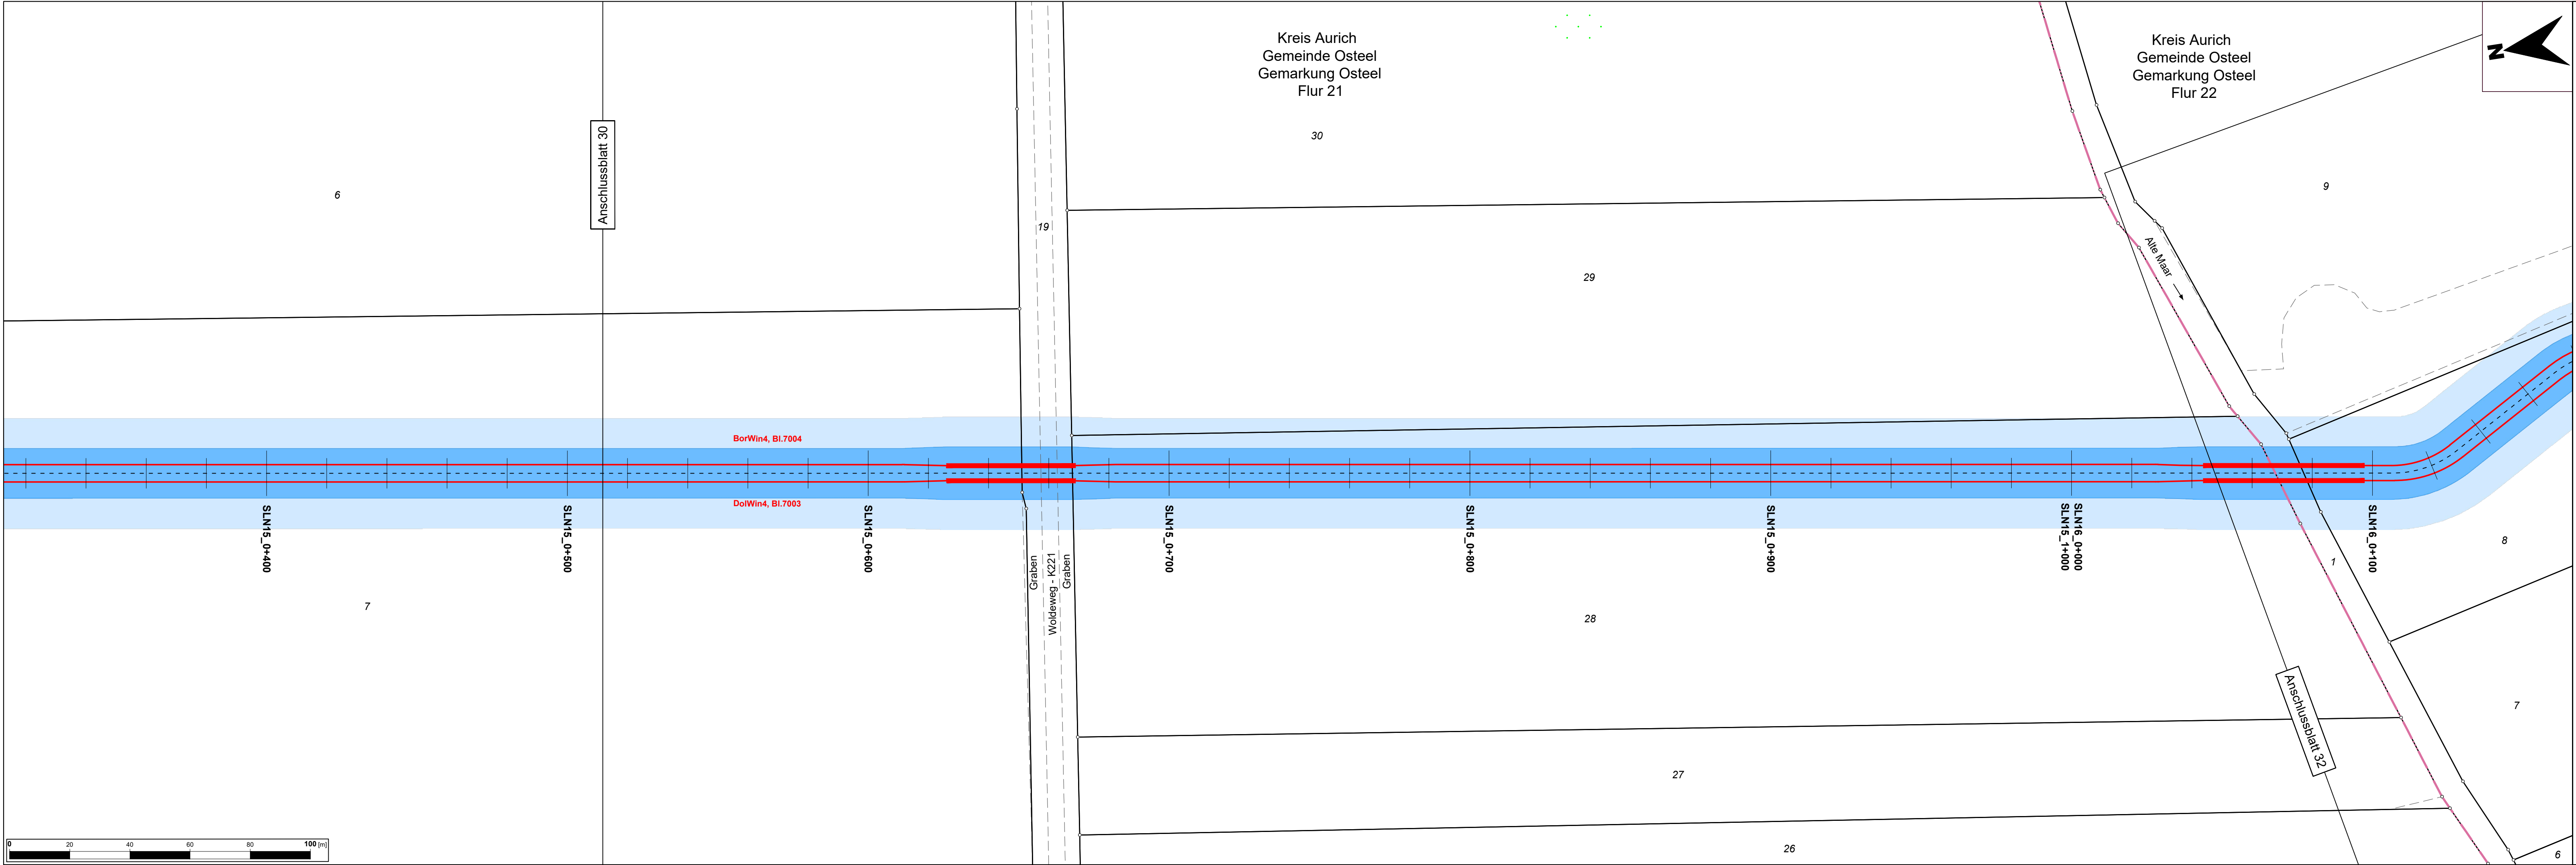 Kreis Aurich
Gemeinde Osteel
Gemarkung Osteel
Flur 21
Kreis Aurich
Gemeinde Osteel
Gemarkung Osteel
Flur 22
N
Anschlussblatt 30
30
6
9
19
29
Alte Maar
BorWin4, Bl.7004
DolWin4, Bl.7003
SLN15_0+400
SLN15_0+500
SLN15_0+600
SLN15_0+700
SLN15_0+800
SLN15_0+900
SLN16_0+000
SLN15_1+000
SLN16_0+100
Graben
Woldeweg - K221
Graben
8
1
7
28
7
Anschlussblatt 32
27
26
6
0 20 40 60 80 100 [m]